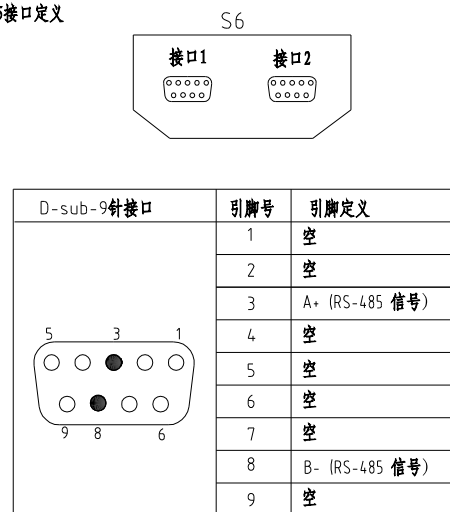 接口定义
S6
接口1 接口2
D-sub-9针接口 引脚号 引脚定义
1 空
2 空
3 A+ (RS-485 信号)
4 空
5 空
6 空
7 空
8 B- (RS-485 信号)
9 空
5 3 1
9 8 6